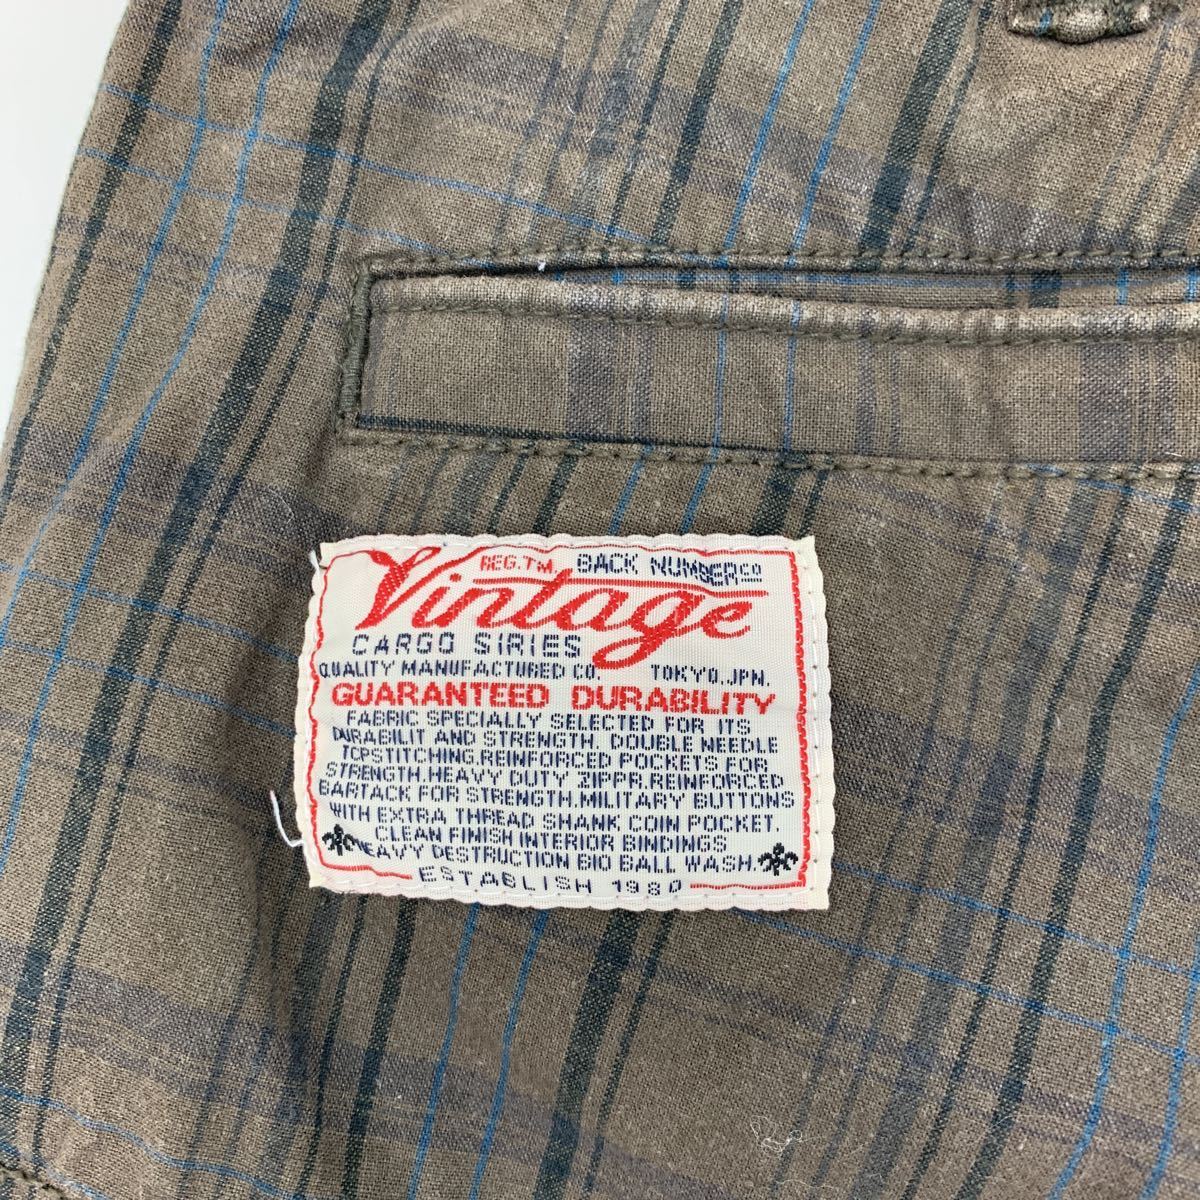 REG.TM. BACK NUMBER CO
Vintage
CARGO SIRIES
QUALITY MANUFACTURED CO. TOKYO.JPN.
GUARANTEED DURABILITY
FABRIC SPECIALLY SELECTED FOR ITS
DURABILIT AND STRENGTH. DOUBLE NEEDLE
TOPSTITCHING.REINFORCED POCKETS FOR
STRENGTH.HEAVY DUTY ZIPPR.REINFORCED
BARTACK FOR STRENGTH.MILITARY BUTTONS
WITH EXTRA THREAD SHANK COIN POCKET.
CLEAN FINISH INTERIOR BINDINGS
HEAVY DESTRUCTION BIO BALL WASH.
ESTABLISH 1980